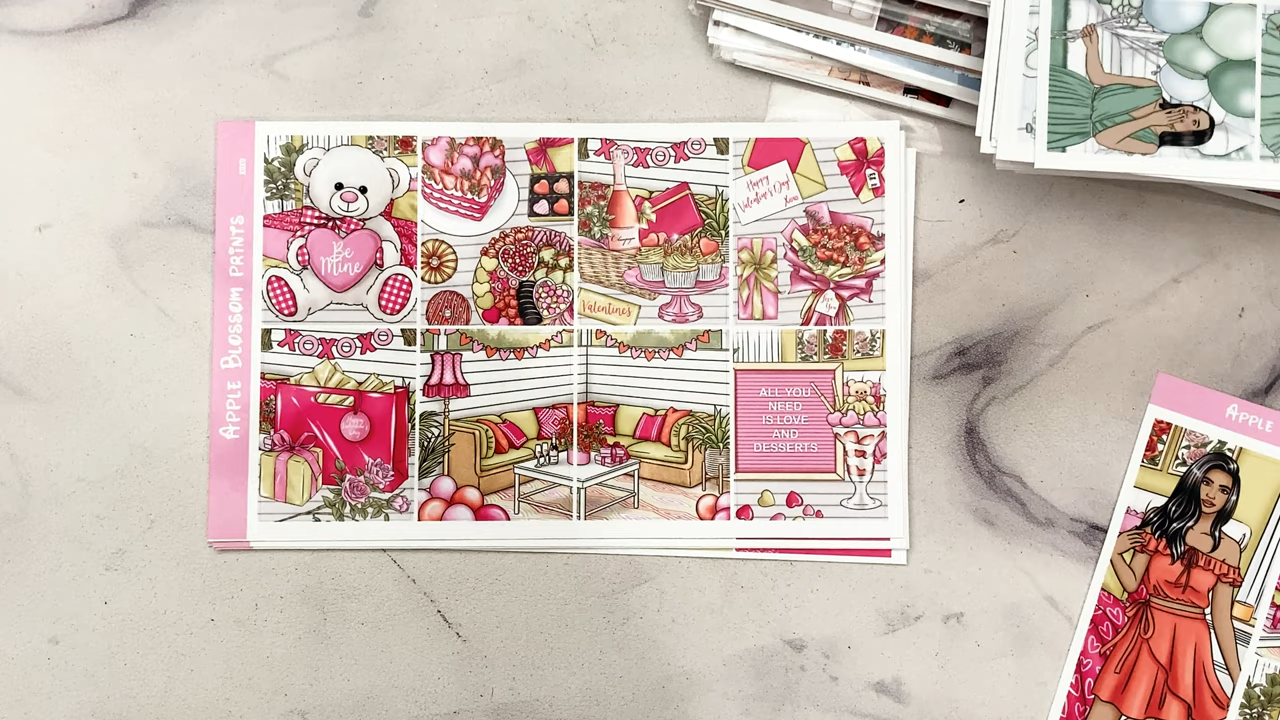 APPLE BLOSSOM PRINTS
Be
Mine
XOXOXO
Valentines
Happy
Valentine's Day!
xoxo
XOXOXO
ALL YOU
NEED
IS LOVE
AND
DESSERTS
APPLE